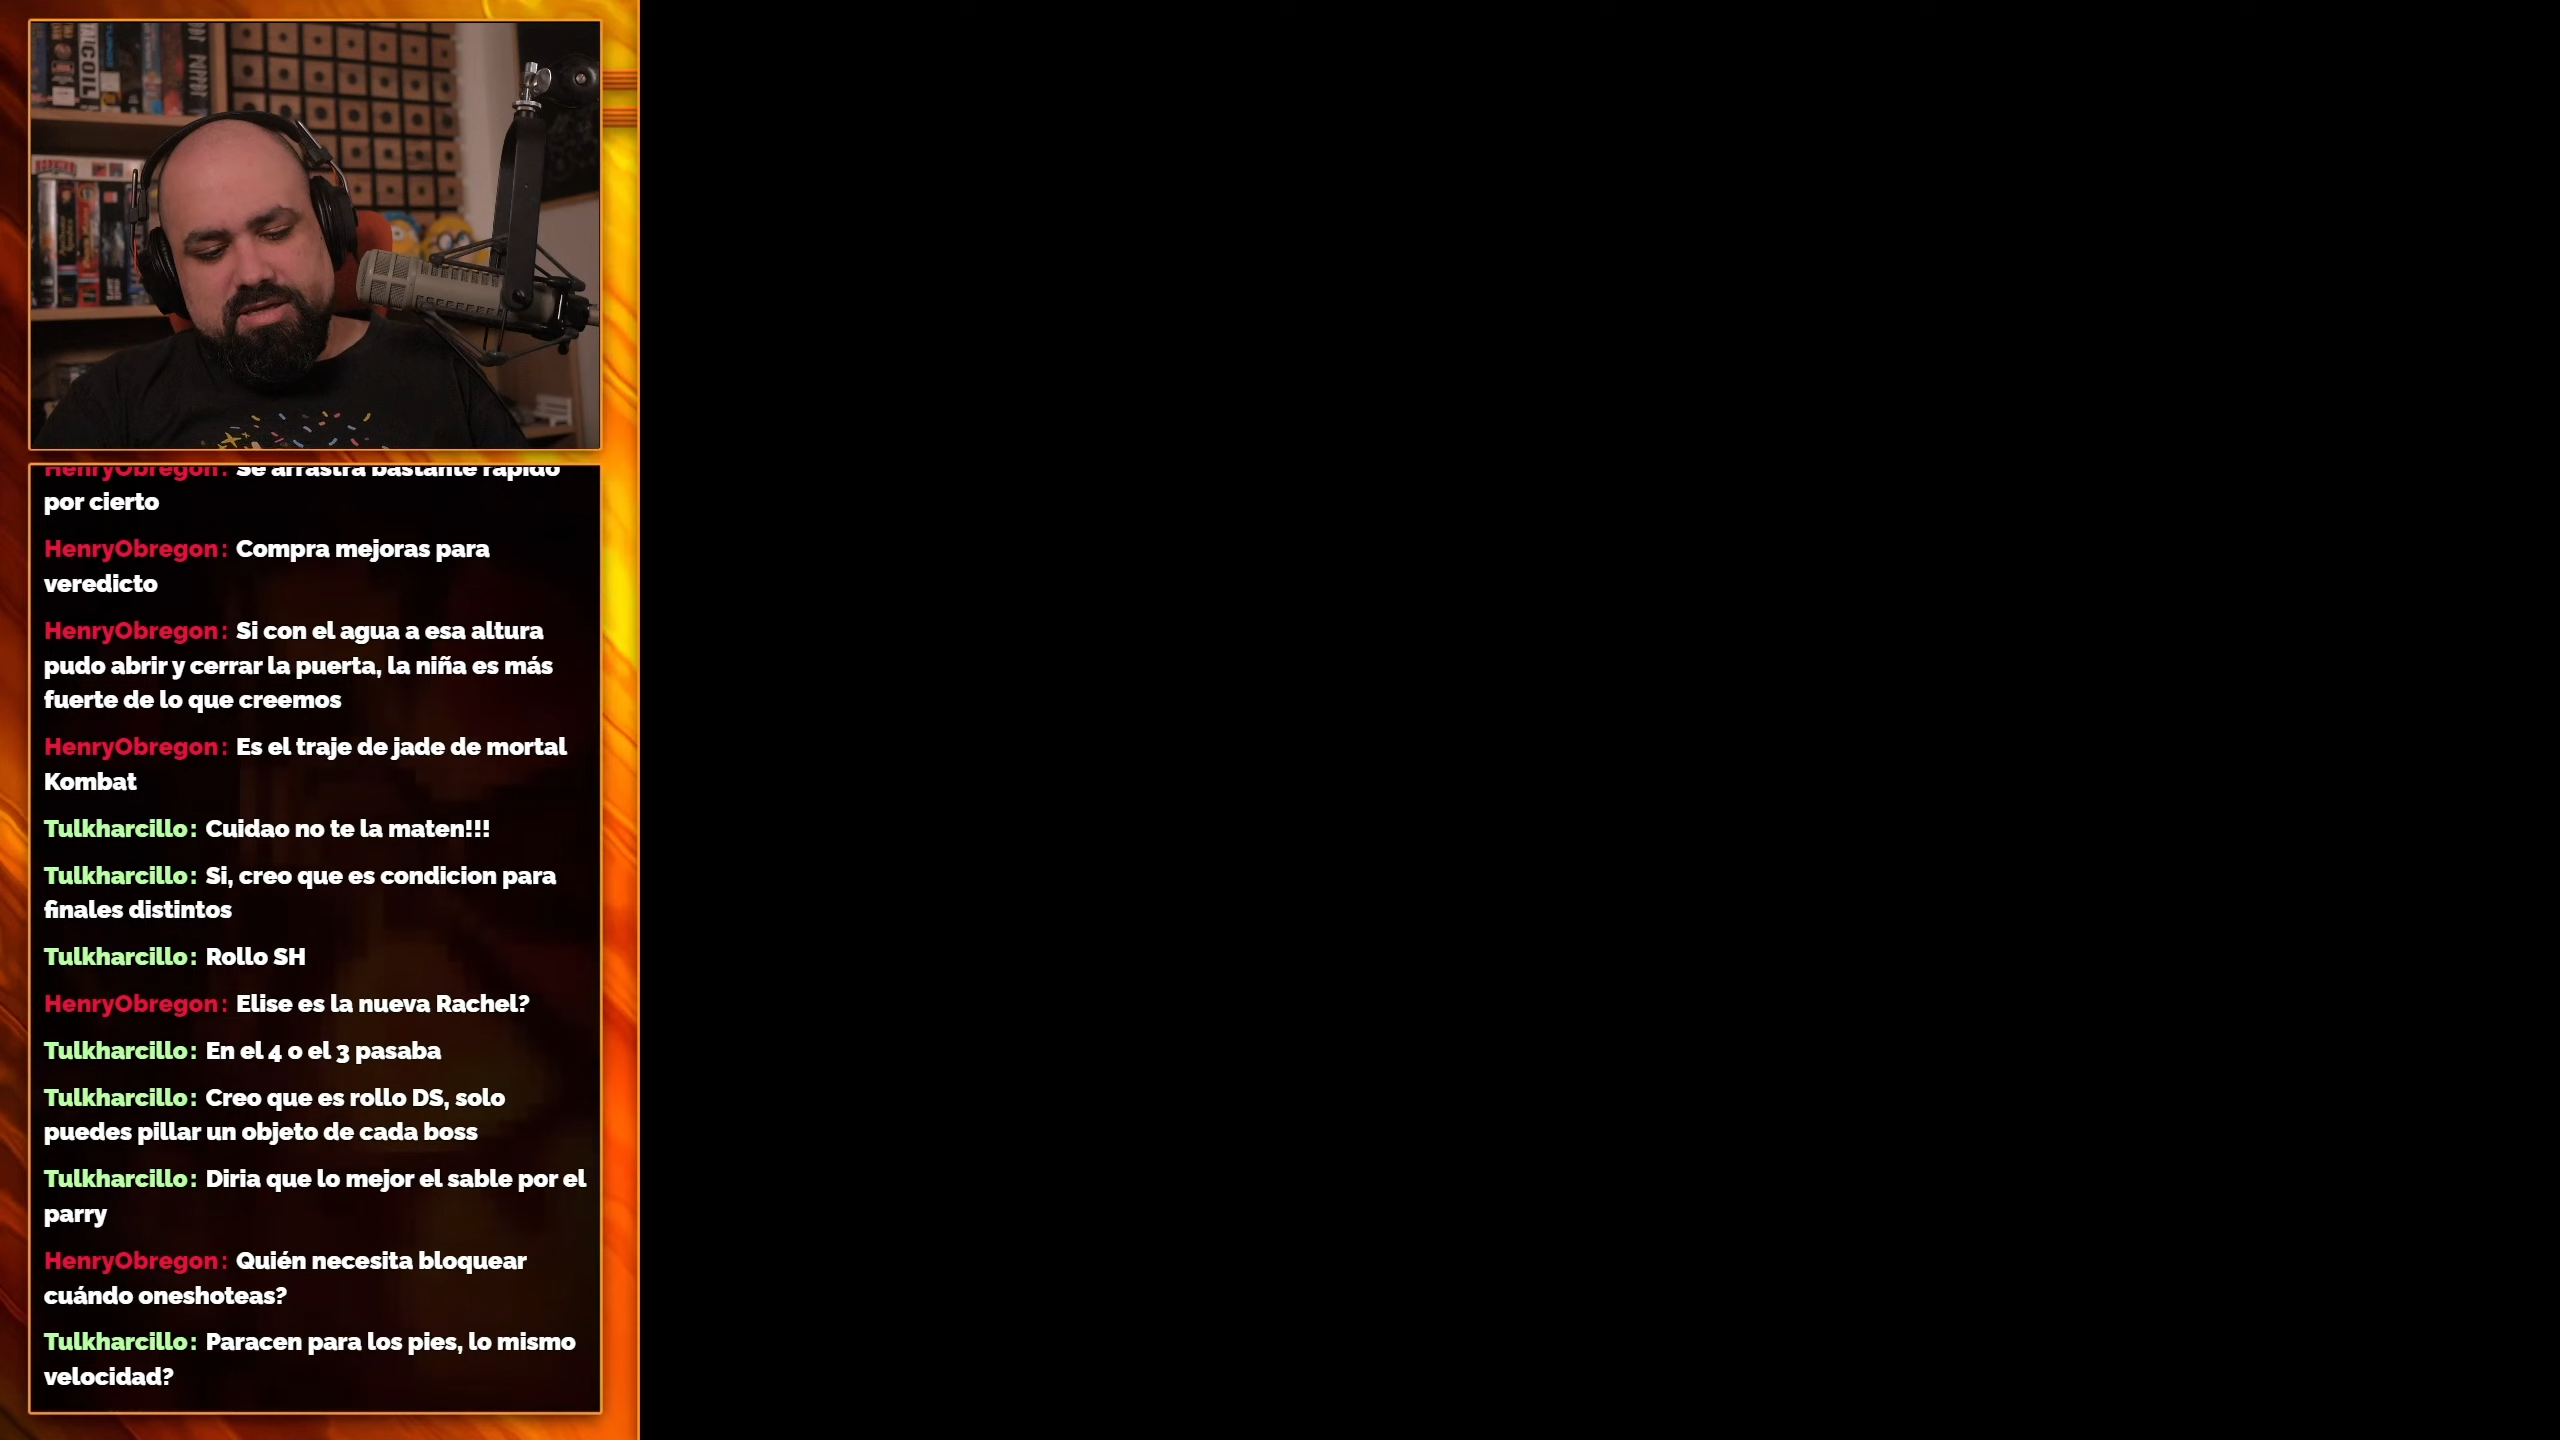 HenryObregon: Se arrastra bastante rapido
por cierto
HenryObregon: Compra mejoras para
veredicto
HenryObregon: Si con el agua a esa altura
pudo abrir y cerrar la puerta, la niña es más
fuerte de lo que creemos
HenryObregon: Es el traje de jade de mortal
Kombat
Tulkharcillo: Cuidao no te la maten!!!
Tulkharcillo: Si, creo que es condicion para
finales distintos
Tulkharcillo: Rollo SH
HenryObregon: Elise es la nueva Rachel?
Tulkharcillo: En el 4 o el 3 pasaba
Tulkharcillo: Creo que es rollo DS, solo
puedes pillar un objeto de cada boss
Tulkharcillo: Diria que lo mejor el sable por el
parry
HenryObregon: Quién necesita bloquear
cuándo oneshoteas?
Tulkharcillo: Paracen para los pies, lo mismo
velocidad?